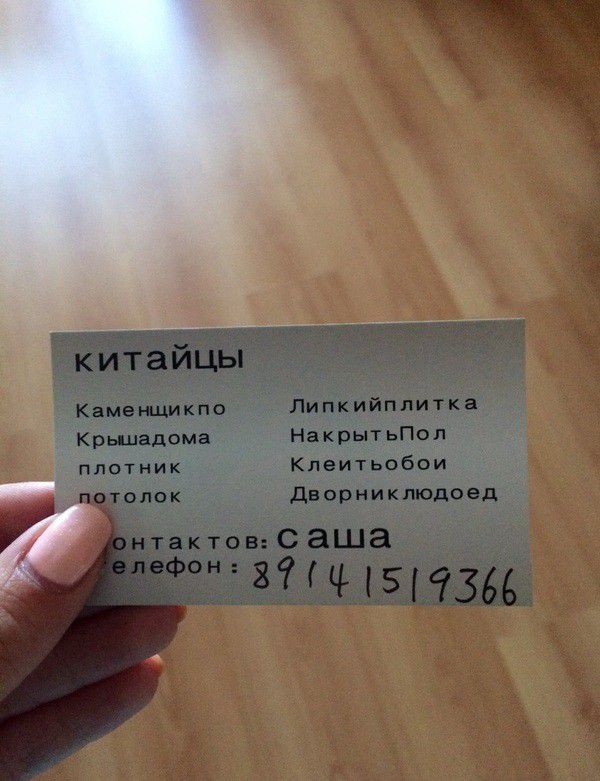 китайцы
Каменщикпо
Крышадома
плотник
потолок
Липкийплитка
НакрытьПол
Клеитьобои
Дворниклюдоед
онтактов: саша
елефон: 89141519366